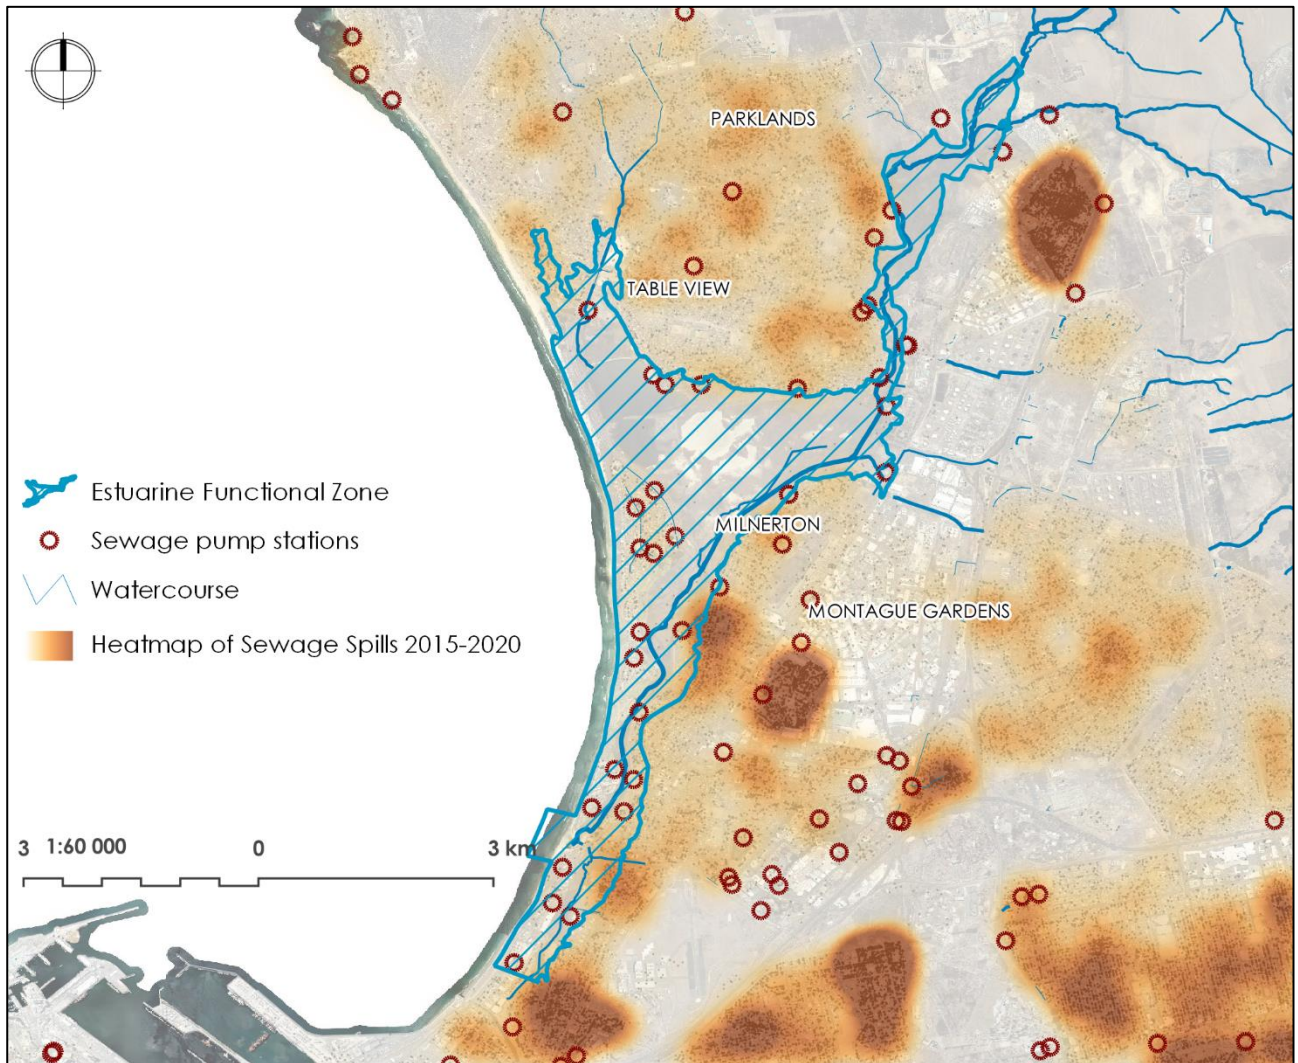 PARKLANDS
TABLE VIEW
Estuarine Functional Zone
Sewage pump stations
MILNERTON
Watercourse
MONTAGUE GARDENS
Heatmap of Sewage Spills 2015-2020
3 1:60 000 0 3 km